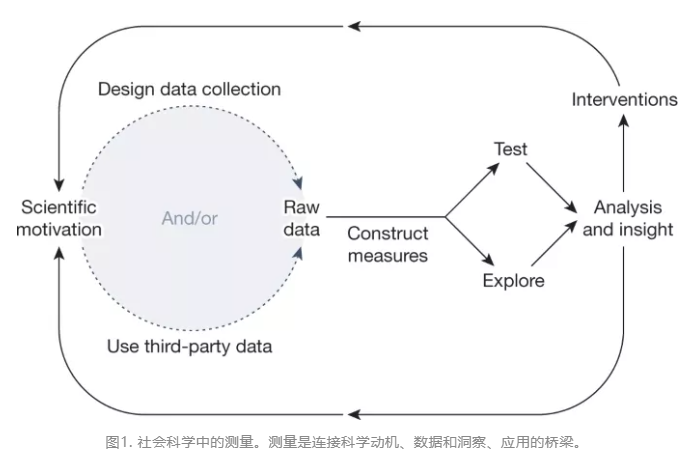 Design data collection
Interventions
Test
Scientific
motivation
And/or
Raw
data
Construct
measures
Analysis
and insight
Explore
Use third-party data
图1. 社会科学中的测量。测量是连接科学动机、数据和洞察、应用的桥梁。